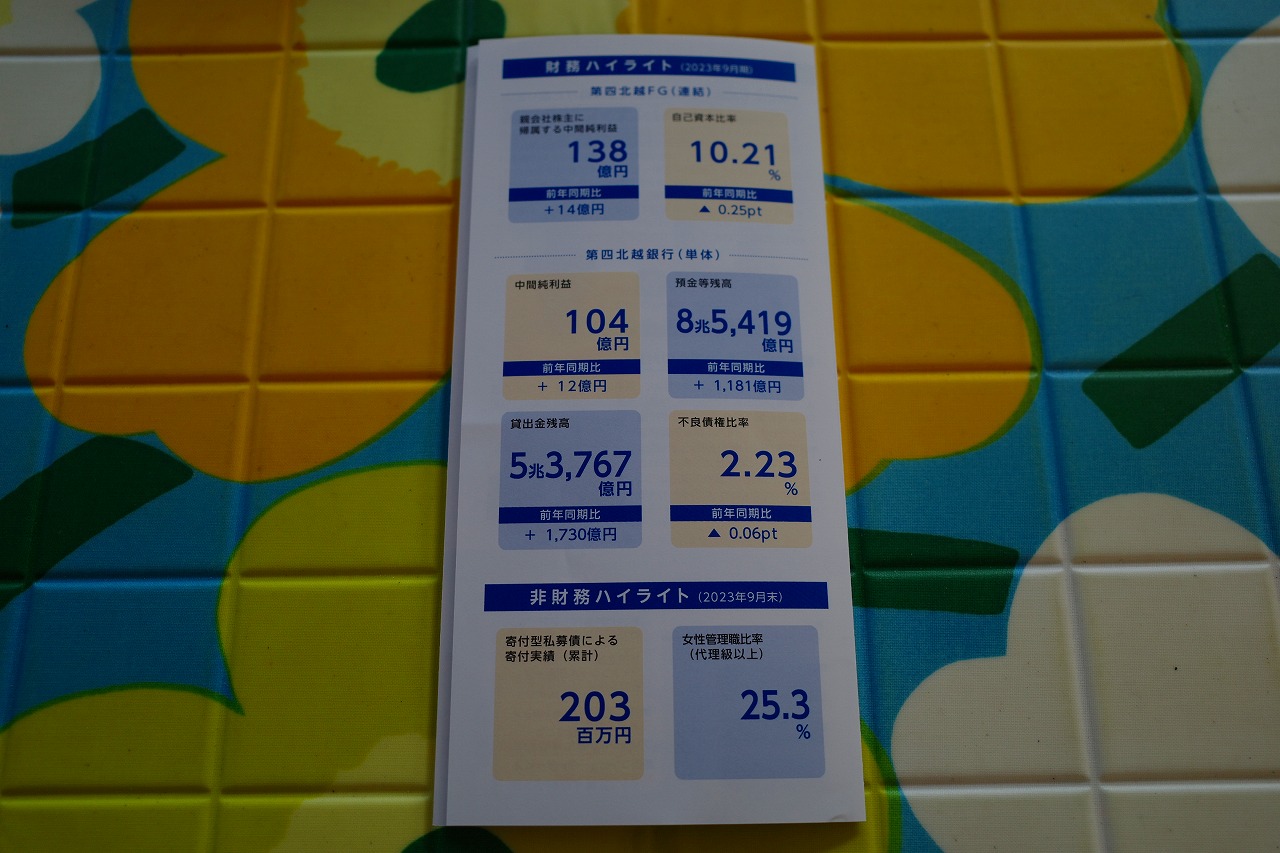 財務ハイライト（2023年9月期）
第四北越FG（連結）
親会社株主に
帰属する中間純利益
138
億円
前年同期比
＋14億円
自己資本比率
10.21
%
前年同期比
▲ 0.25pt
第四北越銀行（単体）
中間純利益
104
億円
前年同期比
＋ 12億円
預金等残高
8兆5,419
億円
前年同期比
＋ 1,181億円
貸出金残高
5兆3,767
億円
前年同期比
＋ 1,730億円
不良債権比率
2.23
%
前年同期比
▲ 0.06pt
非財務ハイライト（2023年9月末）
寄付型私募債による
寄付実績（累計）
203
百万円
女性管理職比率
（代理級以上）
25.3
%